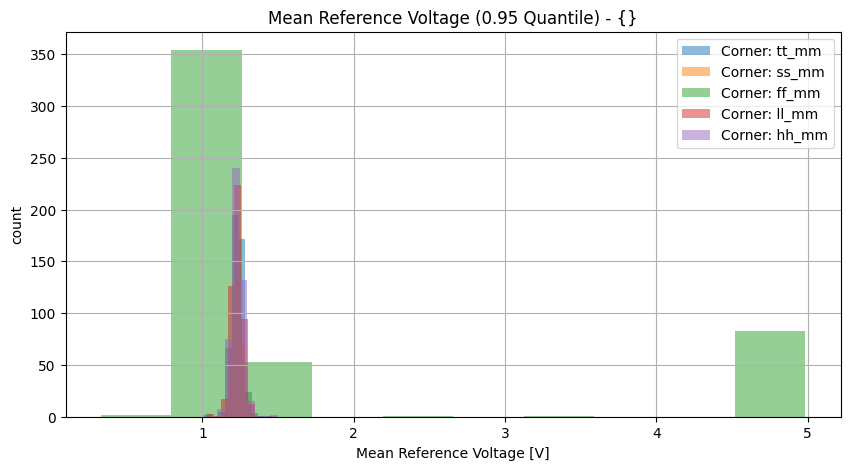 Mean Reference Voltage (0.95 Quantile) - {}
Corner: tt_mm
Corner: ss_mm
Corner: ff_mm
Corner: ll_mm
Corner: hh_mm
count
350
300
250
200
150
100
50
0
1
2
3
4
5
Mean Reference Voltage [V]